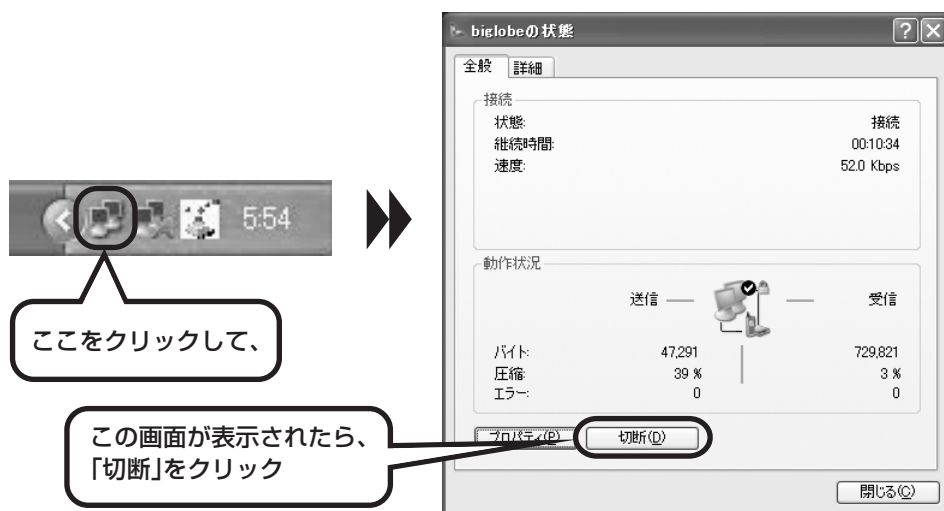 biglobeの状態
全般 詳細
接続
状態: 接続
継続時間: 00:10:34
速度: 52.0 Kbps
5:54
動作状況
送信 受信
ここをクリックして、
バイト: 47,291 729,821
圧縮: 39 % 3 %
エラー: 0 0
この画面が表示されたら、
「切断」をクリック
プロパティ(P) 切断(D)
閉じる(C)